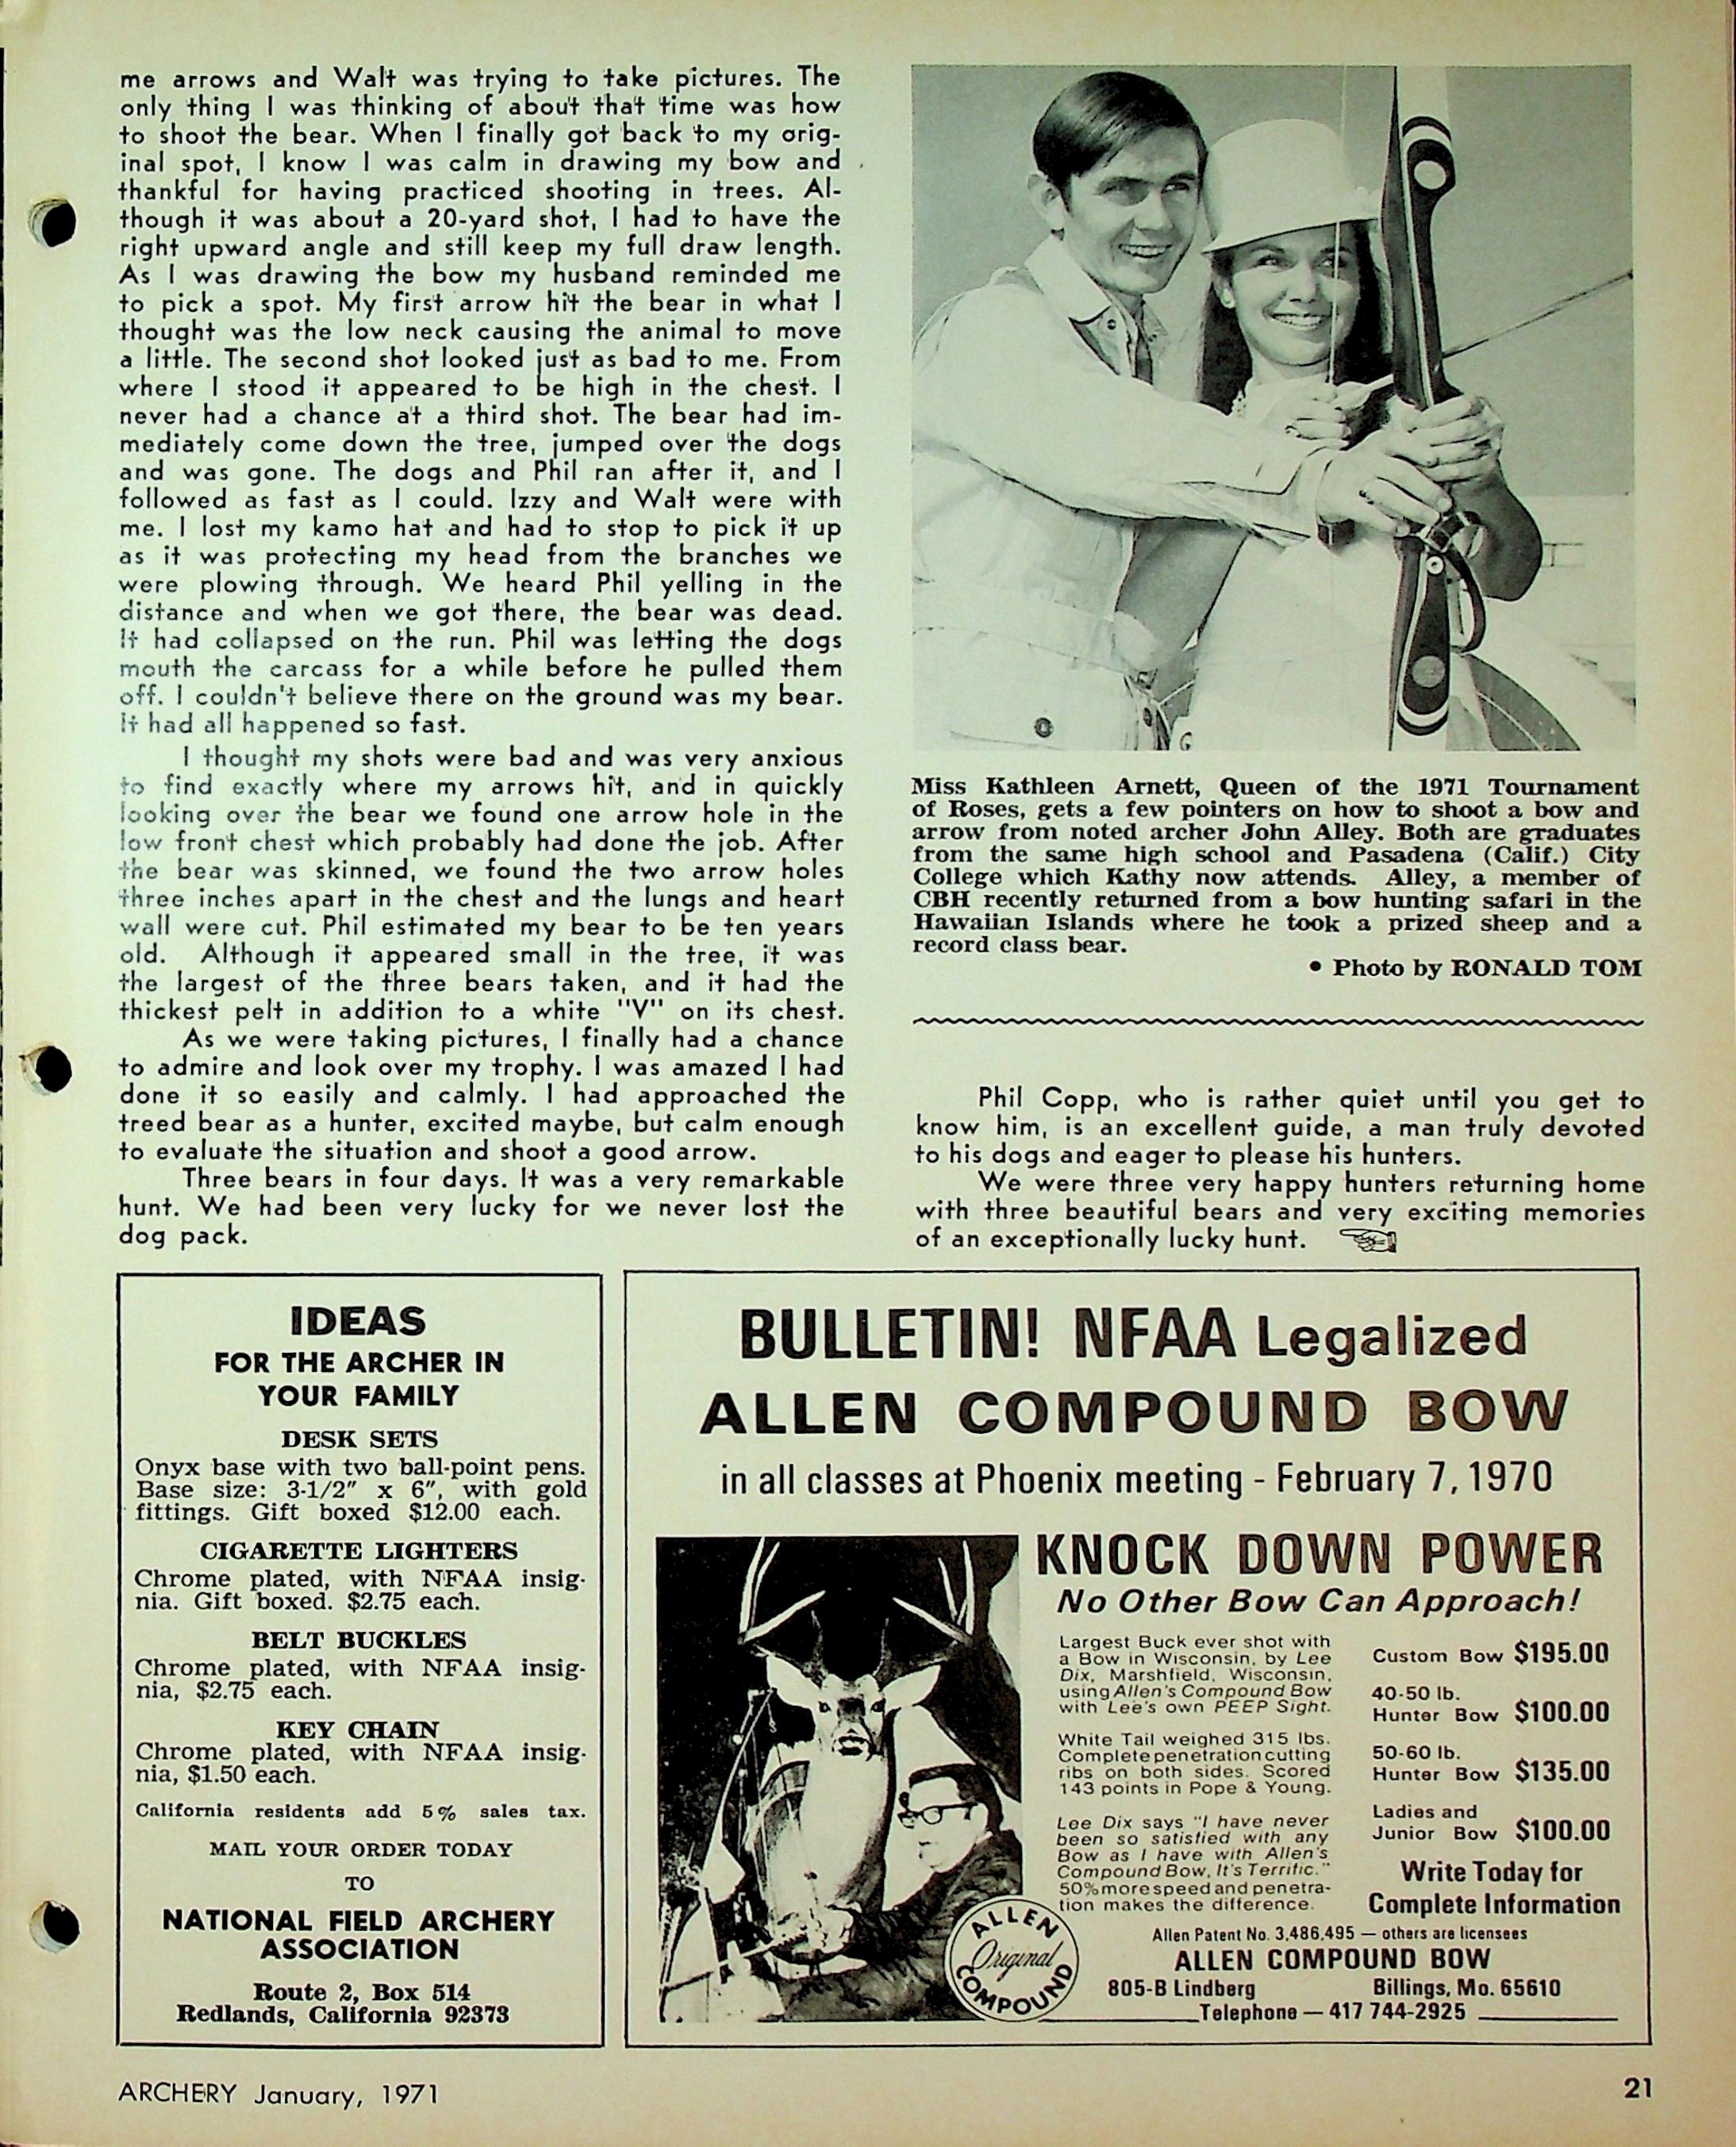 me arrows and Walt was trying to take pictures. The
only thing I was thinking of about that time was how
to shoot the bear. When I finally got back to my orig-
inal spot, I know I was calm in drawing my bow and
thankful for having practiced shooting in trees. Al-
though it was about a 20-yard shot, I had to have the
right upward angle and still keep my full draw length.
As I was drawing the bow my husband reminded me
to pick a spot. My first arrow hit the bear in what I
thought was the low neck causing the animal to move
a little. The second shot looked just as bad to me. From
where I stood it appeared to be high in the chest. I
never had a chance at a third shot. The bear had im-
mediately come down the tree, jumped over the dogs
and was gone. The dogs and Phil ran after it, and I
followed as fast as I could. Izzy and Walt were with
me. I lost my kamo hat and had to stop to pick it up
as it was protecting my head from the branches we
were plowing through. We heard Phil yelling in the
distance and when we got there, the bear was dead.
It had collapsed on the run. Phil was letting the dogs
mouth the carcass for a while before he pulled them
off. I couldn't believe there on the ground was my bear.
It had all happened so fast.
I thought my shots were bad and was very anxious
to find exactly where my arrows hit, and in quickly
looking over the bear we found one arrow hole in the
low front chest which probably had done the job. After
the bear was skinned, we found the two arrow holes
three inches apart in the chest and the lungs and heart
wall were cut. Phil estimated my bear to be ten years
old. Although it appeared small in the tree, it was
the largest of the three bears taken, and it had the
thickest pelt in addition to a white "V" on its chest.
As we were taking pictures, I finally had a chance
to admire and look over my trophy. I was amazed I had
done it so easily and calmly. I had approached the
treed bear as a hunter, excited maybe, but calm enough
to evaluate the situation and shoot a good arrow.
Three bears in four days. It was a very remarkable
hunt. We had been very lucky for we never lost the
dog pack.
Miss Kathleen Arnett, Queen of the 1971 Tournament
of Roses, gets a few pointers on how to shoot a bow and
arrow from noted archer John Alley. Both are graduates
from the same high school and Pasadena (Calif.) City
College which Kathy now attends. Alley, a member of
CBH recently returned from a bow hunting safari in the
Hawaiian Islands where he took a prized sheep and a
record class bear.
• Photo by RONALD TOM
Phil Copp, who is rather quiet until you get to
know him, is an excellent guide, a man truly devoted
to his dogs and eager to please his hunters.
We were three very happy hunters returning home
with three beautiful bears and very exciting memories
of an exceptionally lucky hunt.
IDEAS
FOR THE ARCHER IN
YOUR FAMILY
DESK SETS
Onyx base with two ball-point pens.
Base size: 3-1/2" x 6", with gold
fittings. Gift boxed $12.00 each.
CIGARETTE LIGHTERS
Chrome plated, with NFAA insig-
nia. Gift boxed. $2.75 each.
BELT BUCKLES
Chrome plated, with NFAA insig-
nia, $2.75 each.
KEY CHAIN
Chrome plated, with NFAA insig-
nia, $1.50 each.
California residents add 5% sales tax.
MAIL YOUR ORDER TODAY
TO
NATIONAL FIELD ARCHERY
ASSOCIATION
Route 2, Box 514
Redlands, California 92373
BULLETIN! NFAA Legalized
ALLEN COMPOUND BOW
in all classes at Phoenix meeting - February 7, 1970
KNOCK DOWN POWER
No Other Bow Can Approach!
Largest Buck ever shot with
a Bow in Wisconsin, by Lee
Dix, Marshfield, Wisconsin,
using Allen's Compound Bow
with Lee's own PEEP Sight.
White Tail weighed 315 lbs.
Complete penetration cutting
ribs on both sides. Scored
143 points in Pope & Young.
Lee Dix says "I have never
been so satisfied with any
Bow as I have with Allen's
Compound Bow, It's Terrific."
50% more speed and penetra-
tion makes the difference.
Custom Bow $195.00
40-50 lb.
Hunter Bow $100.00
50-60 lb.
Hunter Bow $135.00
Ladies and
Junior Bow $100.00
Write Today for
Complete Information
ALLEN
Original
COMPOUND
Allen Patent No. 3,486,495 — others are licensees
ALLEN COMPOUND BOW
805-B Lindberg Billings, Mo. 65610
Telephone — 417 744-2925
ARCHERY January, 1971
21